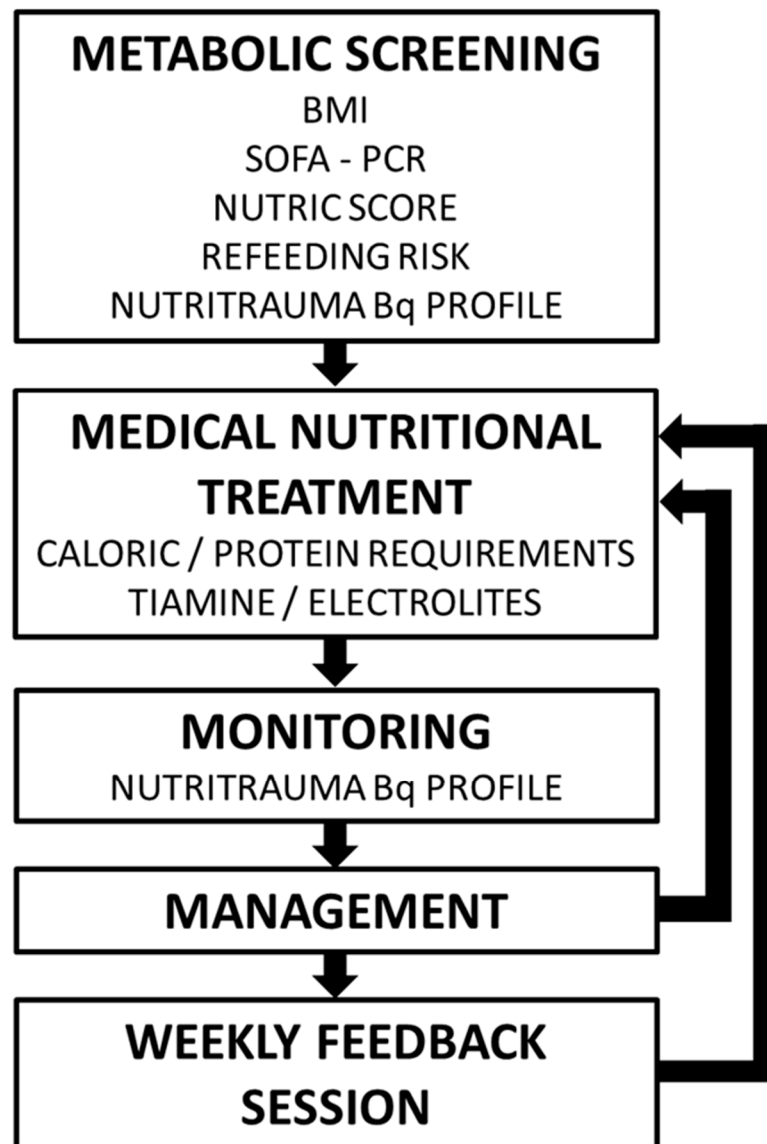 METABOLIC SCREENING
BMI
SOFA - PCR
NUTRIC SCORE
REFEEDING RISK
NUTRITRAUMA Bq PROFILE
MEDICAL NUTRITIONAL
TREATMENT
CALORIC / PROTEIN REQUIREMENTS
TIAMINE / ELECTROLITES
MONITORING
NUTRITRAUMA Bq PROFILE
MANAGEMENT
WEEKLY FEEDBACK
SESSION